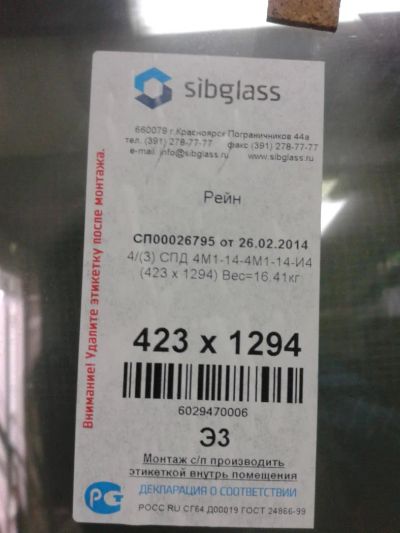 sibglass
660079 г.Красноярск Пограничников 44а
тел. (391) 278-77-77 факс (391) 278-77-77
e-mail. info@sibglass.ru www.sibglass.ru
Рейн
СП00026795 от 26.02.2014
4/(3) СПД 4М1-14-4М1-14-И4
(423 x 1294) Вес=16.41кг
423 x 1294
6029470006
Э3
Монтаж с/п производить
этикеткой внутрь помещения
ДЕКЛАРАЦИЯ О СООТВЕТСТВИИ
РОСС RU СГ64 Д00019 ГОСТ 24866-99
Внимание! Удалите этикетку после монтажа.